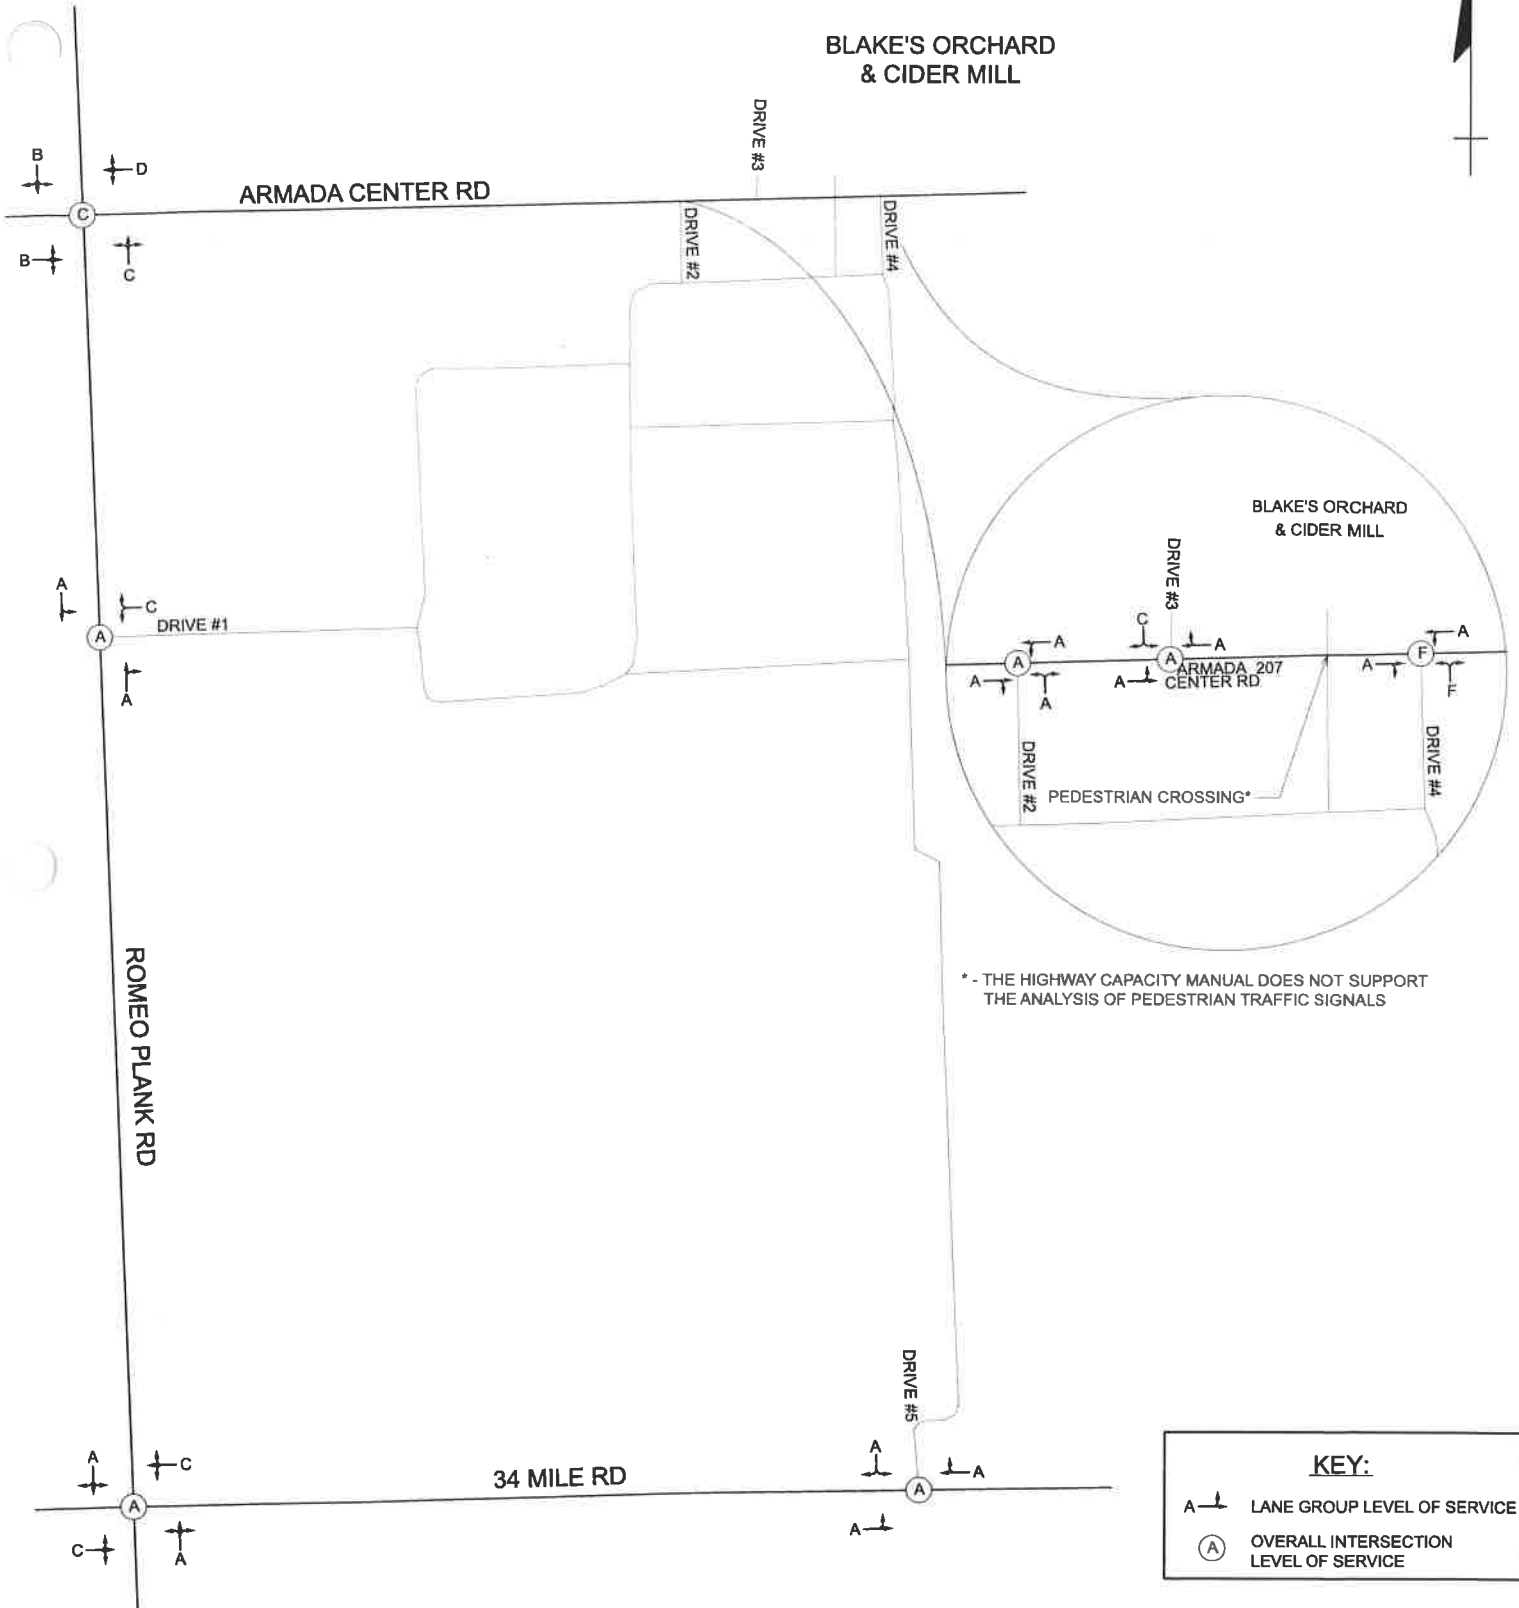 BLAKE'S ORCHARD
& CIDER MILL
DRIVE #3
B
D
ARMADA CENTER RD
C
B
C
DRIVE #2
DRIVE #4
BLAKE'S ORCHARD
& CIDER MILL
DRIVE #3
A
C
DRIVE #1
A
A
C
A
A
A
A
F
A
A
A
ARMADA 207
CENTER RD
A
A
F
DRIVE #2
DRIVE #4
PEDESTRIAN CROSSING*
* - THE HIGHWAY CAPACITY MANUAL DOES NOT SUPPORT
THE ANALYSIS OF PEDESTRIAN TRAFFIC SIGNALS
ROMEO PLANK RD
DRIVE #5
A
C
34 MILE RD
A
A
A
A
C
A
A
KEY:
A LANE GROUP LEVEL OF SERVICE
A OVERALL INTERSECTION
LEVEL OF SERVICE